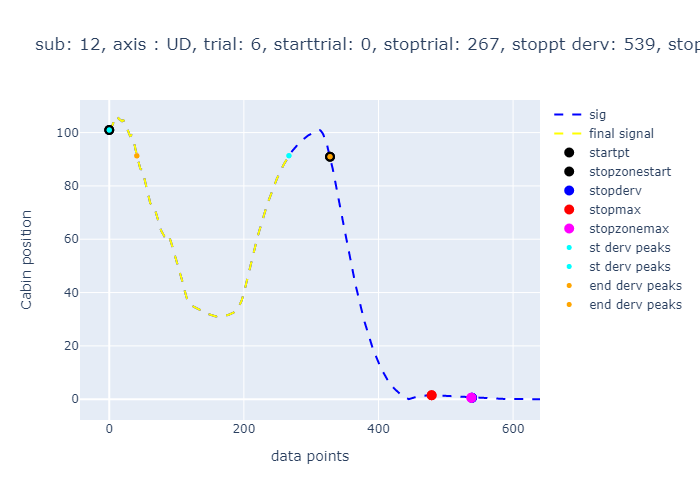 sub: 12, axis : UD, trial: 6, starttrial: 0, stoptrial: 267, stoppt derv: 539, stop
sig
final signal
startpt
stopzonestart
stopderv
stopmax
stopzonemax
st derv peaks
st derv peaks
end derv peaks
end derv peaks
Cabin position
100
80
60
40
20
0
0 200 400 600
data points